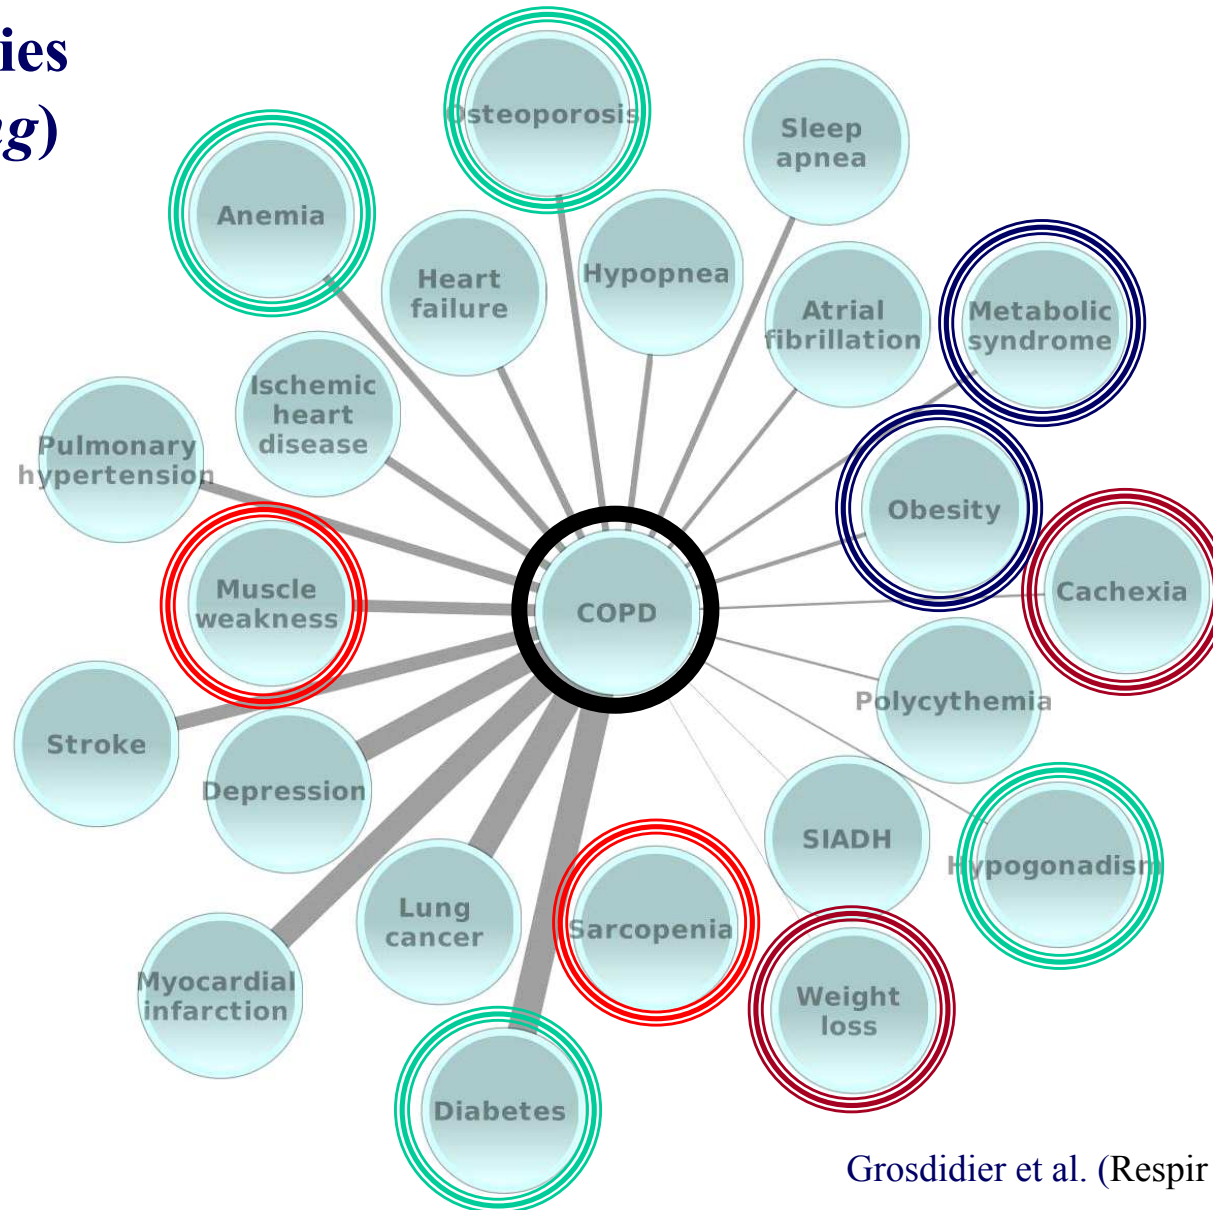 ies
g)
Osteoporosis
Sleep
apnea
Anemia
Heart
failure
Hypopnea
Atrial
fibrillation
Metabolic
syndrome
Ischemic
heart
disease
Pulmonary
hypertension
Obesity
Cachexia
Muscle
weakness
COPD
Polycythemia
Stroke
Depression
SIADH
Hypogonadism
Lung
cancer
Sarcopenia
Myocardial
infarction
Weight
loss
Diabetes
Grosdidier et al. (Respir